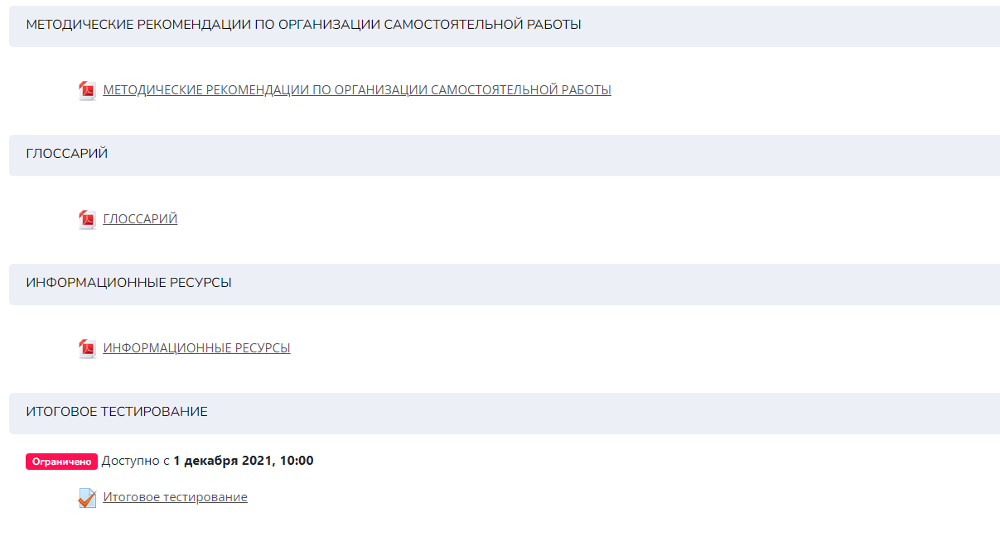 МЕТОДИЧЕСКИЕ РЕКОМЕНДАЦИИ ПО ОРГАНИЗАЦИИ САМОСТОЯТЕЛЬНОЙ РАБОТЫ
МЕТОДИЧЕСКИЕ РЕКОМЕНДАЦИИ ПО ОРГАНИЗАЦИИ САМОСТОЯТЕЛЬНОЙ РАБОТЫ
ГЛОССАРИЙ
ГЛОССАРИЙ
ИНФОРМАЦИОННЫЕ РЕСУРСЫ
ИНФОРМАЦИОННЫЕ РЕСУРСЫ
ИТОГОВОЕ ТЕСТИРОВАНИЕ
Ограничено Доступно с 1 декабря 2021, 10:00
Итоговое тестирование